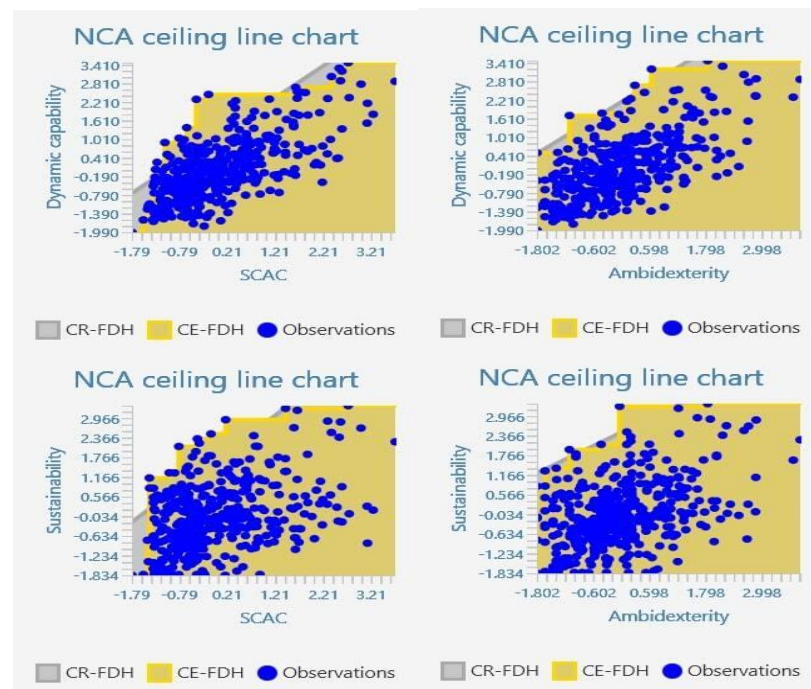 NCA ceiling line chart
Dynamic capability
3.410
2.810
2.210
1.610
1.010
0.410
-0.190
-0.790
-1.390
-1.990
-1.79 -0.79 0.21 1.21 2.21 3.21
SCAC
CR-FDH CE-FDH Observations
NCA ceiling line chart
Dynamic capability
3.410
2.810
2.210
1.610
1.010
0.410
-0.190
-0.790
-1.390
-1.990
-1.802 -0.602 0.598 1.798 2.998
Ambidexterity
CR-FDH CE-FDH Observations
NCA ceiling line chart
Sustainability
2.966
2.366
1.766
1.166
0.566
-0.034
-0.634
-1.234
-1.834
-1.79 -0.79 0.21 1.21 2.21 3.21
SCAC
CR-FDH CE-FDH Observations
NCA ceiling line chart
Sustainability
2.966
2.366
1.766
1.166
0.566
-0.034
-0.634
-1.234
-1.834
-1.802 -0.602 0.598 1.798 2.998
Ambidexterity
CR-FDH CE-FDH Observations